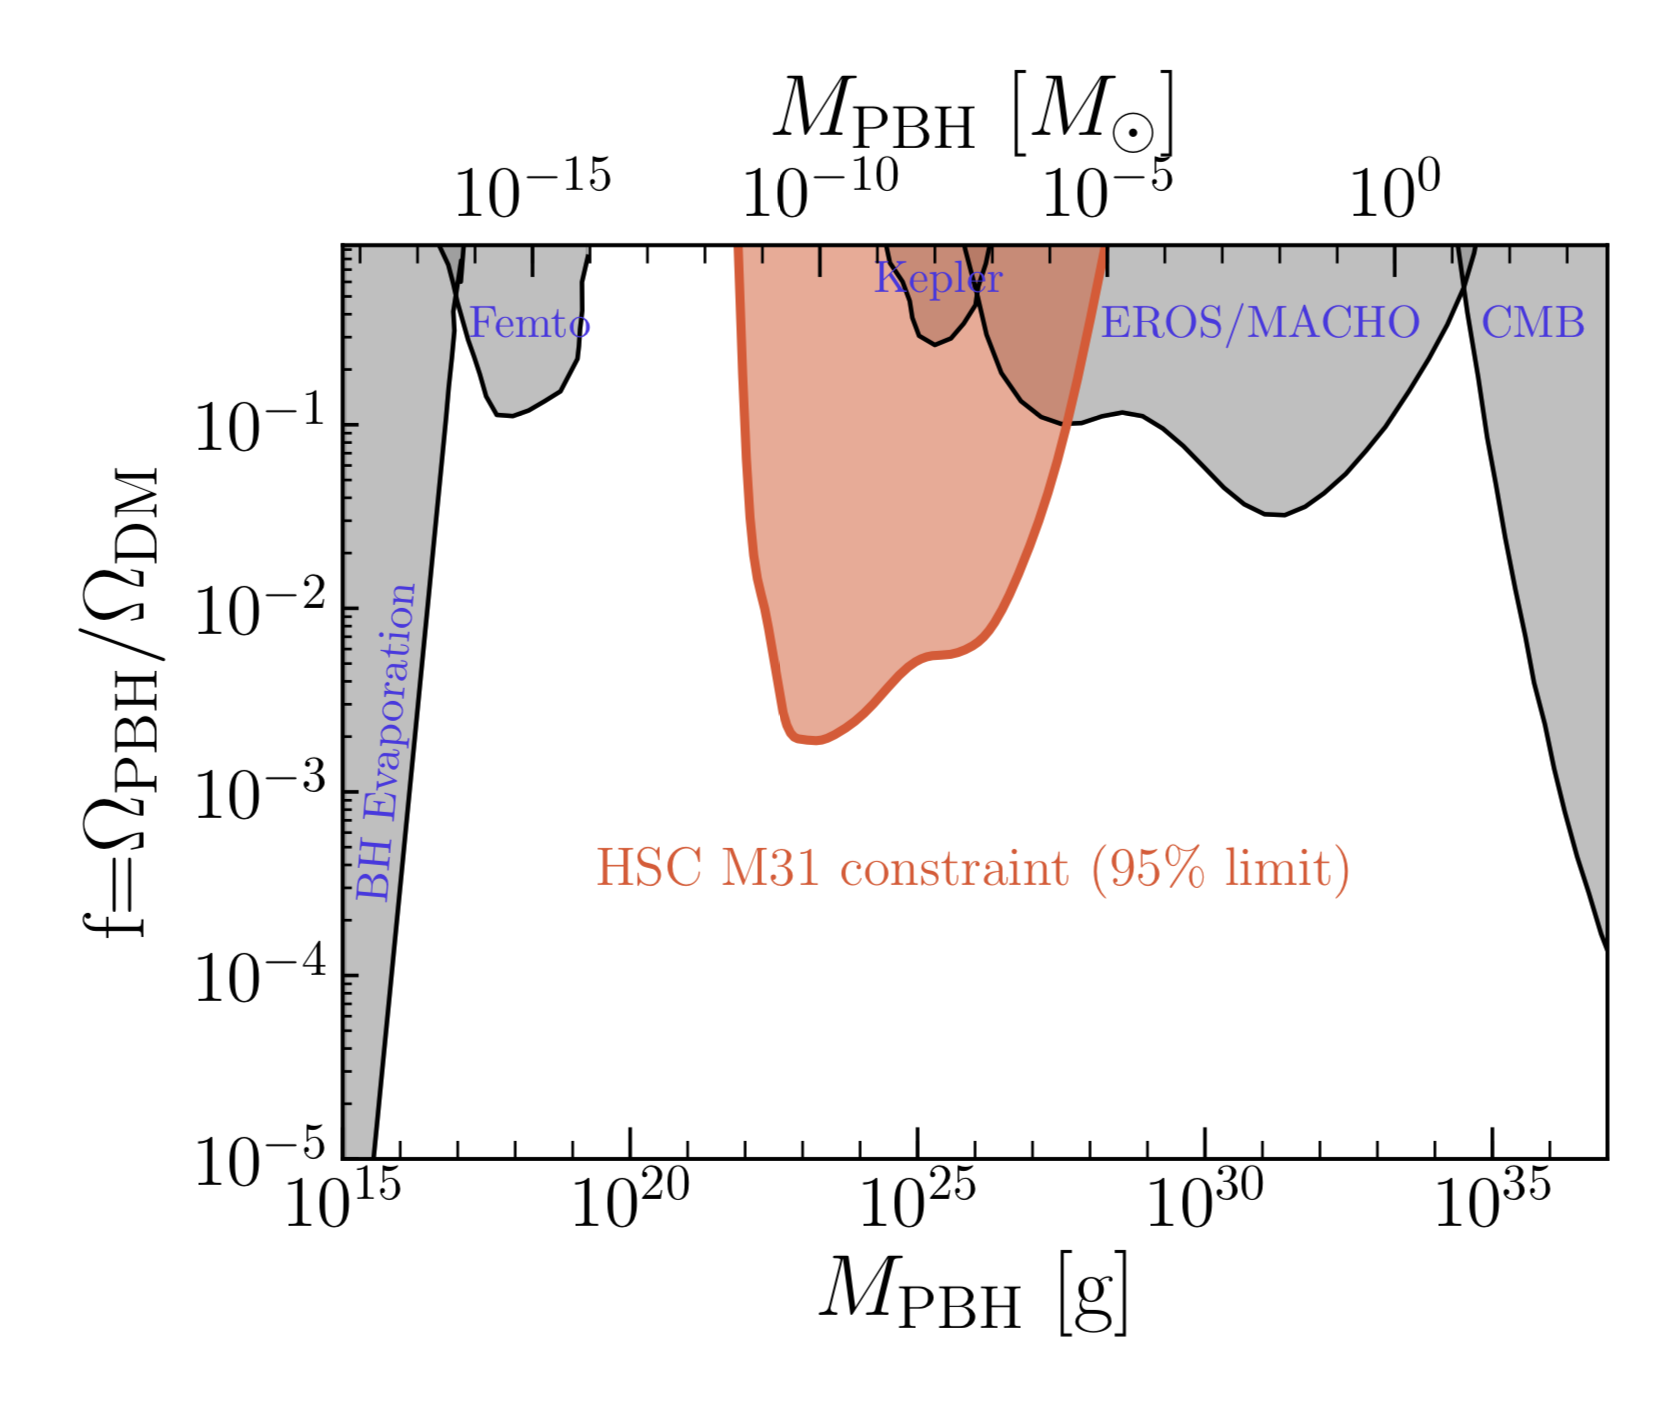 M_PBH [M_⊙]
10^−15 10^−10 10^−5 10^0
Kepler
Femto
EROS/MACHO
CMB
10^−1
10^−2
10^−3
10^−4
10^−5
f=Ω_PBH/Ω_DM
BH Evaporation
HSC M31 constraint (95% limit)
10^15 10^20 10^25 10^30 10^35
M_PBH [g]